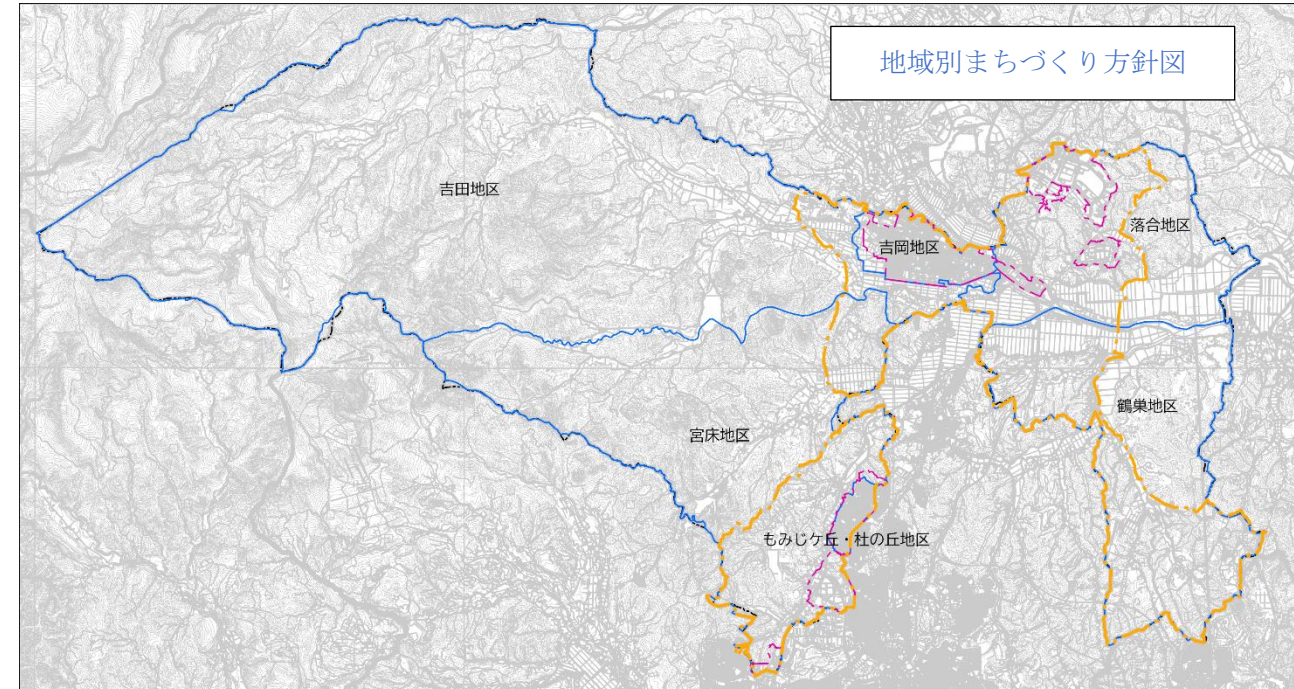 地域別まちづくり方針図
吉田地区
落合地区
吉岡地区
鶴巣地区
宮床地区
もみじケ丘・杜の丘地区